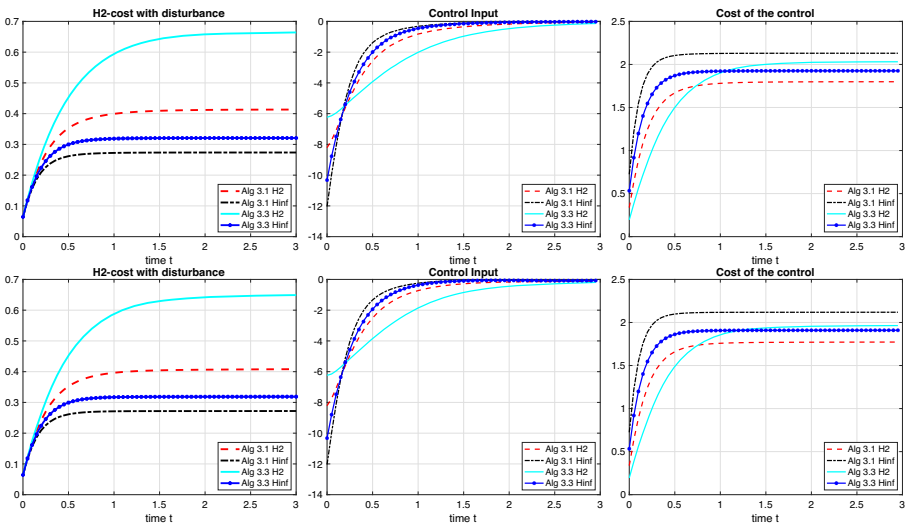 H2-cost with disturbance
0.7
0.6
0.5
0.4
0.3
0.2
0.1
0
0 0.5 1 1.5 2 2.5 3
time t
Alg 3.1 H2
Alg 3.1 Hinf
Alg 3.3 H2
Alg 3.3 Hinf
Control Input
0
-2
-4
-6
-8
-10
-12
-14
0 0.5 1 1.5 2 2.5 3
time t
Alg 3.1 H2
Alg 3.1 Hinf
Alg 3.3 H2
Alg 3.3 Hinf
Cost of the control
2.5
2
1.5
1
0.5
0
0 0.5 1 1.5 2 2.5 3
time t
Alg 3.1 H2
Alg 3.1 Hinf
Alg 3.3 H2
Alg 3.3 Hinf
H2-cost with disturbance
0.7
0.6
0.5
0.4
0.3
0.2
0.1
0
0 0.5 1 1.5 2 2.5 3
time t
Alg 3.1 H2
Alg 3.1 Hinf
Alg 3.3 H2
Alg 3.3 Hinf
Control Input
0
-2
-4
-6
-8
-10
-12
-14
0 0.5 1 1.5 2 2.5 3
time t
Alg 3.1 H2
Alg 3.1 Hinf
Alg 3.3 H2
Alg 3.3 Hinf
Cost of the control
2.5
2
1.5
1
0.5
0
0 0.5 1 1.5 2 2.5 3
time t
Alg 3.1 H2
Alg 3.1 Hinf
Alg 3.3 H2
Alg 3.3 Hinf